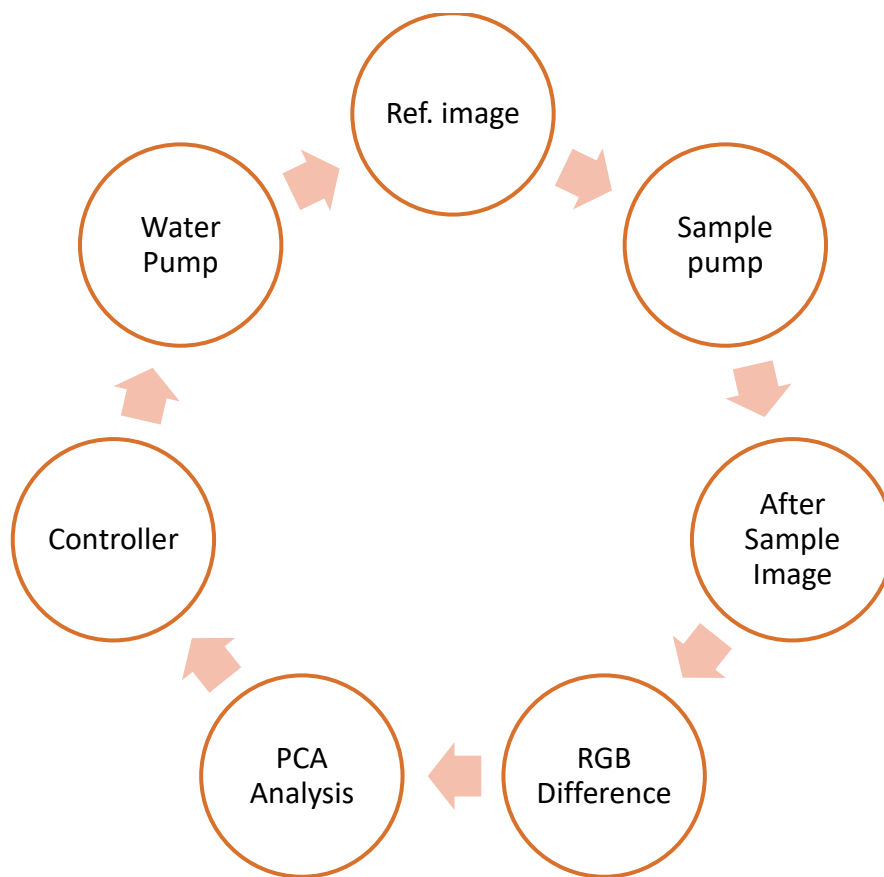 Ref. image
Sample
pump
After
Sample
Image
RGB
Difference
PCA
Analysis
Controller
Water
Pump